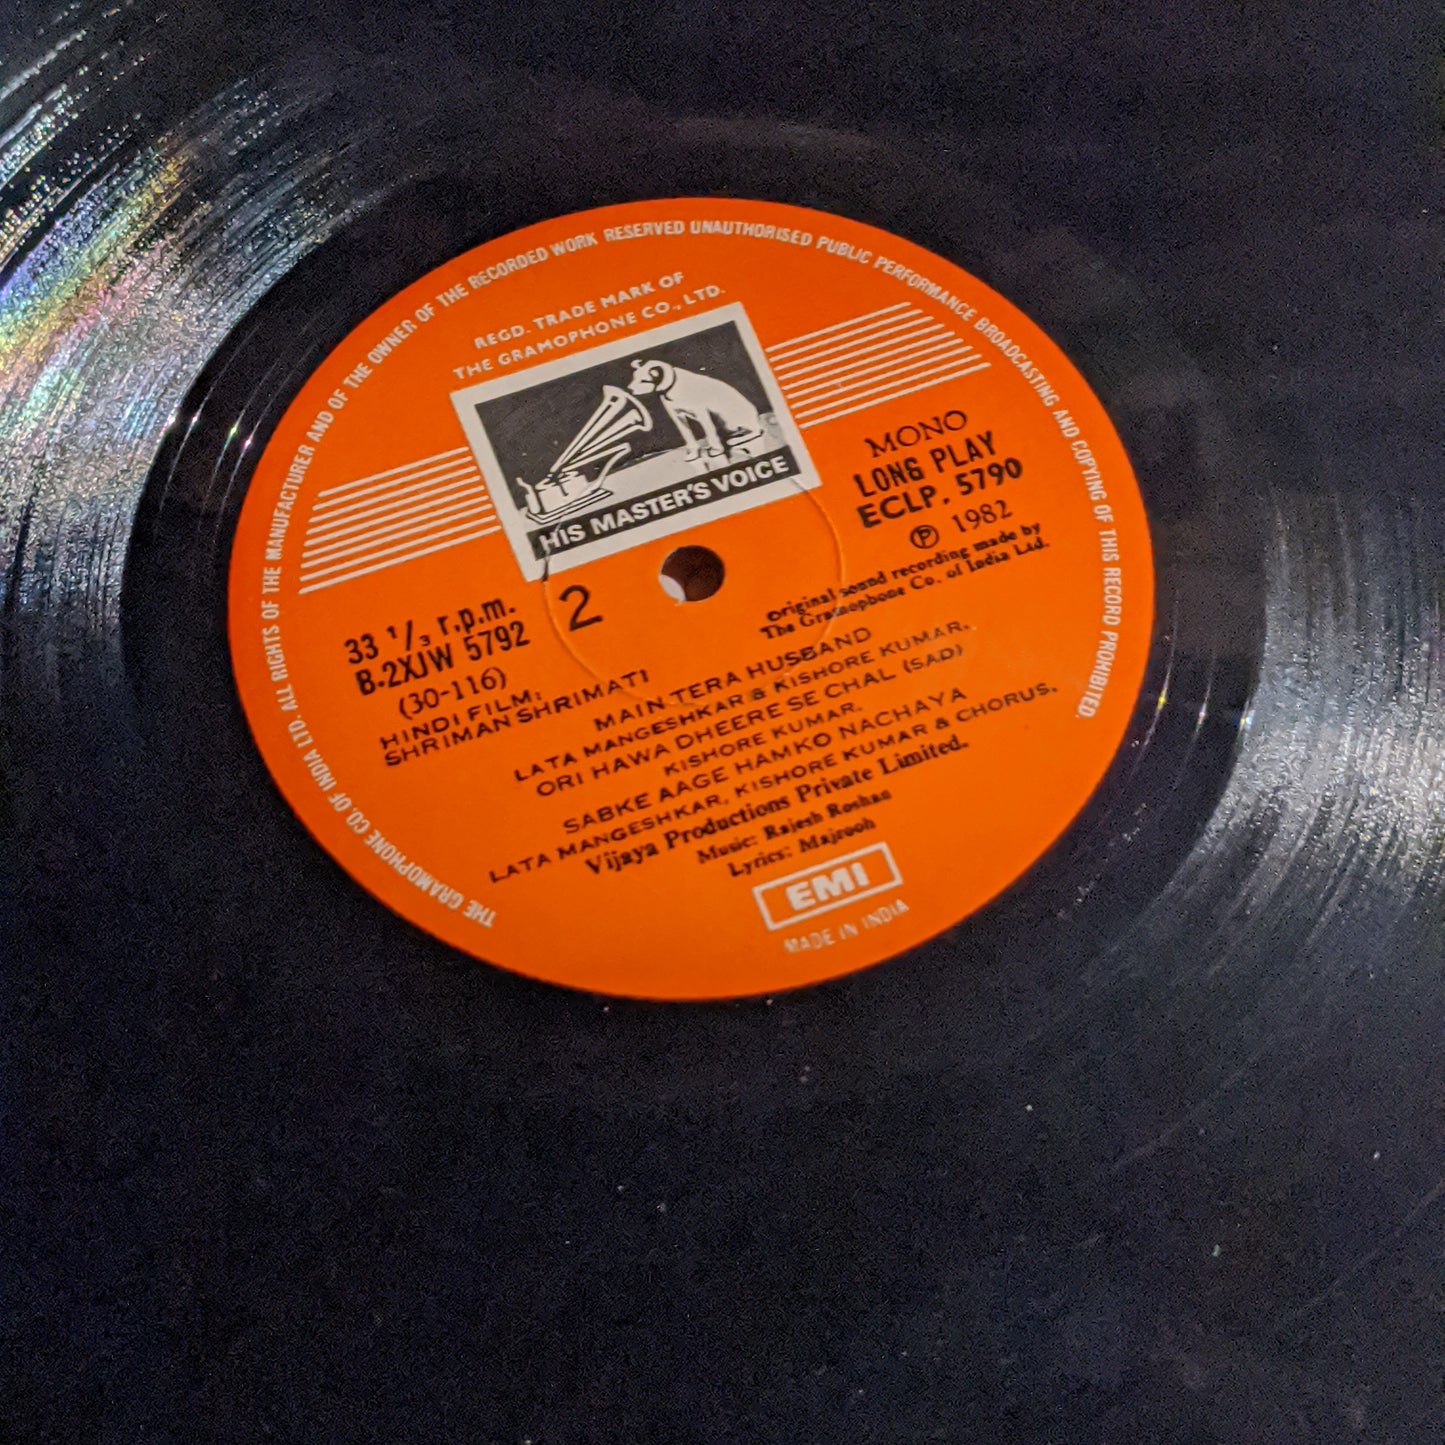 THE GRAMOPHONE CO. OF INDIA LTD. ALL RIGHTS OF THE MANUFACTURER AND OF THE OWNER OF THE RECORDED WORK RESERVED UNAUTHORISED PUBLIC PERFORMANCE BROADCASTING AND COPYING OF THIS RECORD PROHIBITED.
REGD. TRADE MARK OF
THE GRAMOPHONE CO., LTD.
HIS MASTER'S VOICE
MONO
LONG PLAY
ECLP. 5790
℗ 1982
Original sound recording made by
The Gramophone Co. of India Ltd.
2
33 1/3 r.p.m.
B-2XJW 5792
(30-116)
HINDI FILM:
SHRIMAN SHRIMATI
MAIN TERA HUSBAND
LATA MANGESHKAR & KISHORE KUMAR.
ORI HAWA DHEERE SE CHAL (SAD)
KISHORE KUMAR.
SABKE AAGE HAMKO NACHAYA
LATA MANGESHKAR, KISHORE KUMAR & CHORUS.
Vijaya Productions Private Limited.
Music: Rajesh Roshan
Lyrics: Majrooh
EMI
MADE IN INDIA